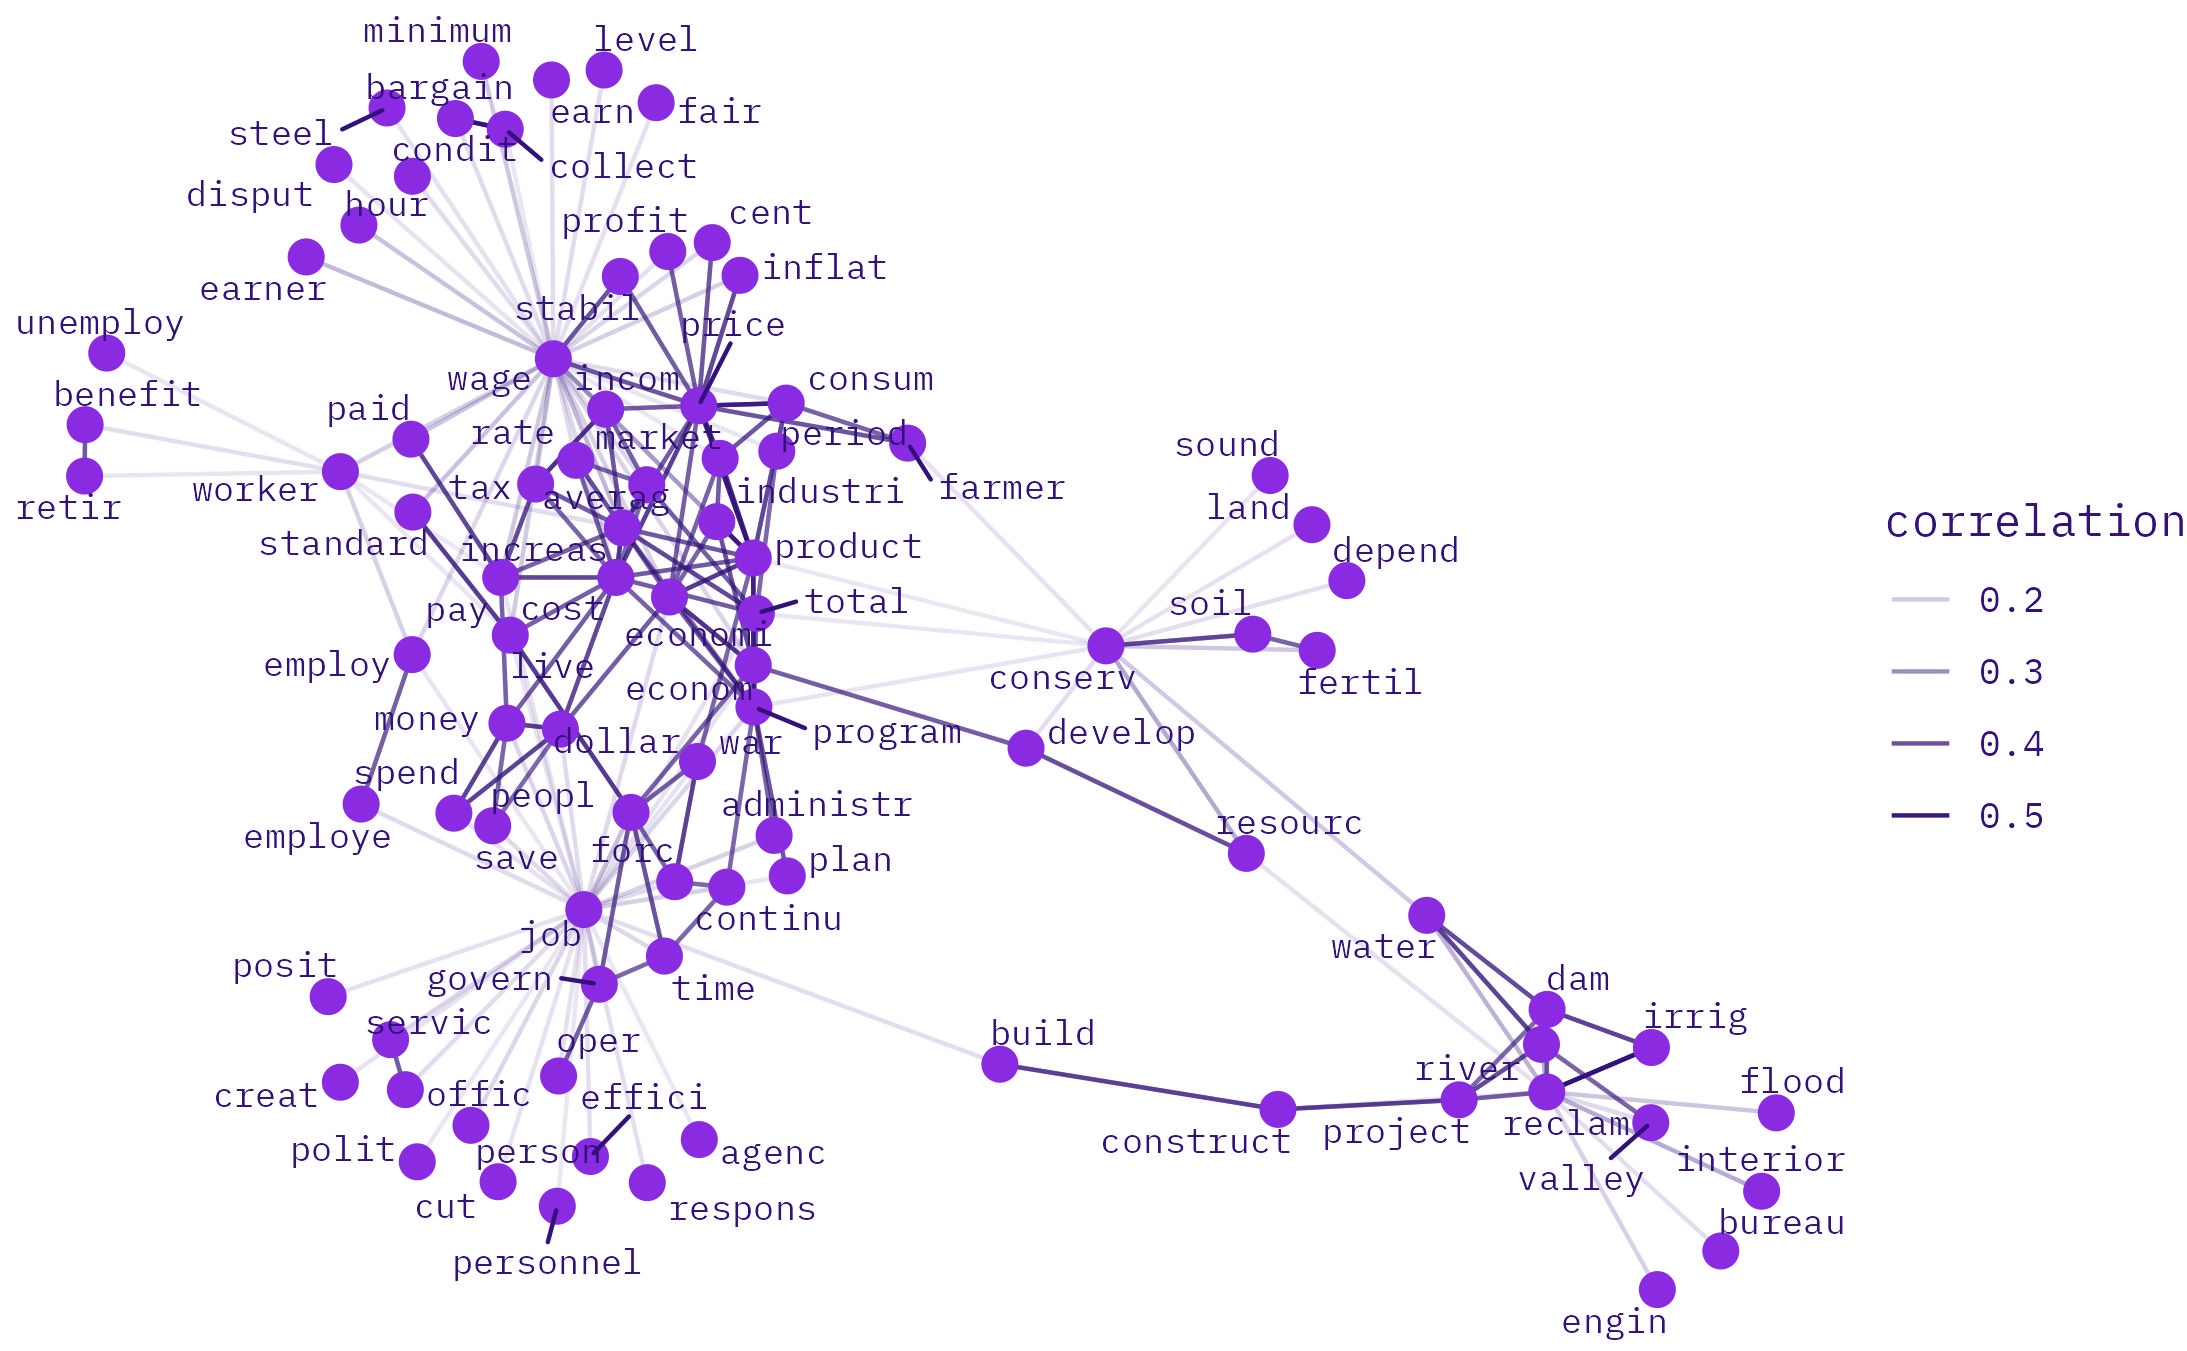 minimum
level
bargain
earn
fair
steel
condit
collect
disput
hour
profit
cent
earner
inflat
stabil
unemploy
price
wage
incom
consum
benefit
paid
rate
market
period
sound
worker
tax
averag
industri
farmer
retir
land
correlation
standard
increas
product
depend
pay
cost
total
soil
0.2
employ
live
economi
conserv
fertil
0.3
econom
money
dollar
war
program
develop
0.4
spend
peopl
administr
resourc
0.5
employe
save
forc
plan
job
continu
water
posit
govern
time
dam
servic
oper
build
irrig
creat
offic
effici
river
flood
polit
person
agenc
construct
project
reclam
interior
cut
respons
valley
bureau
personnel
engin